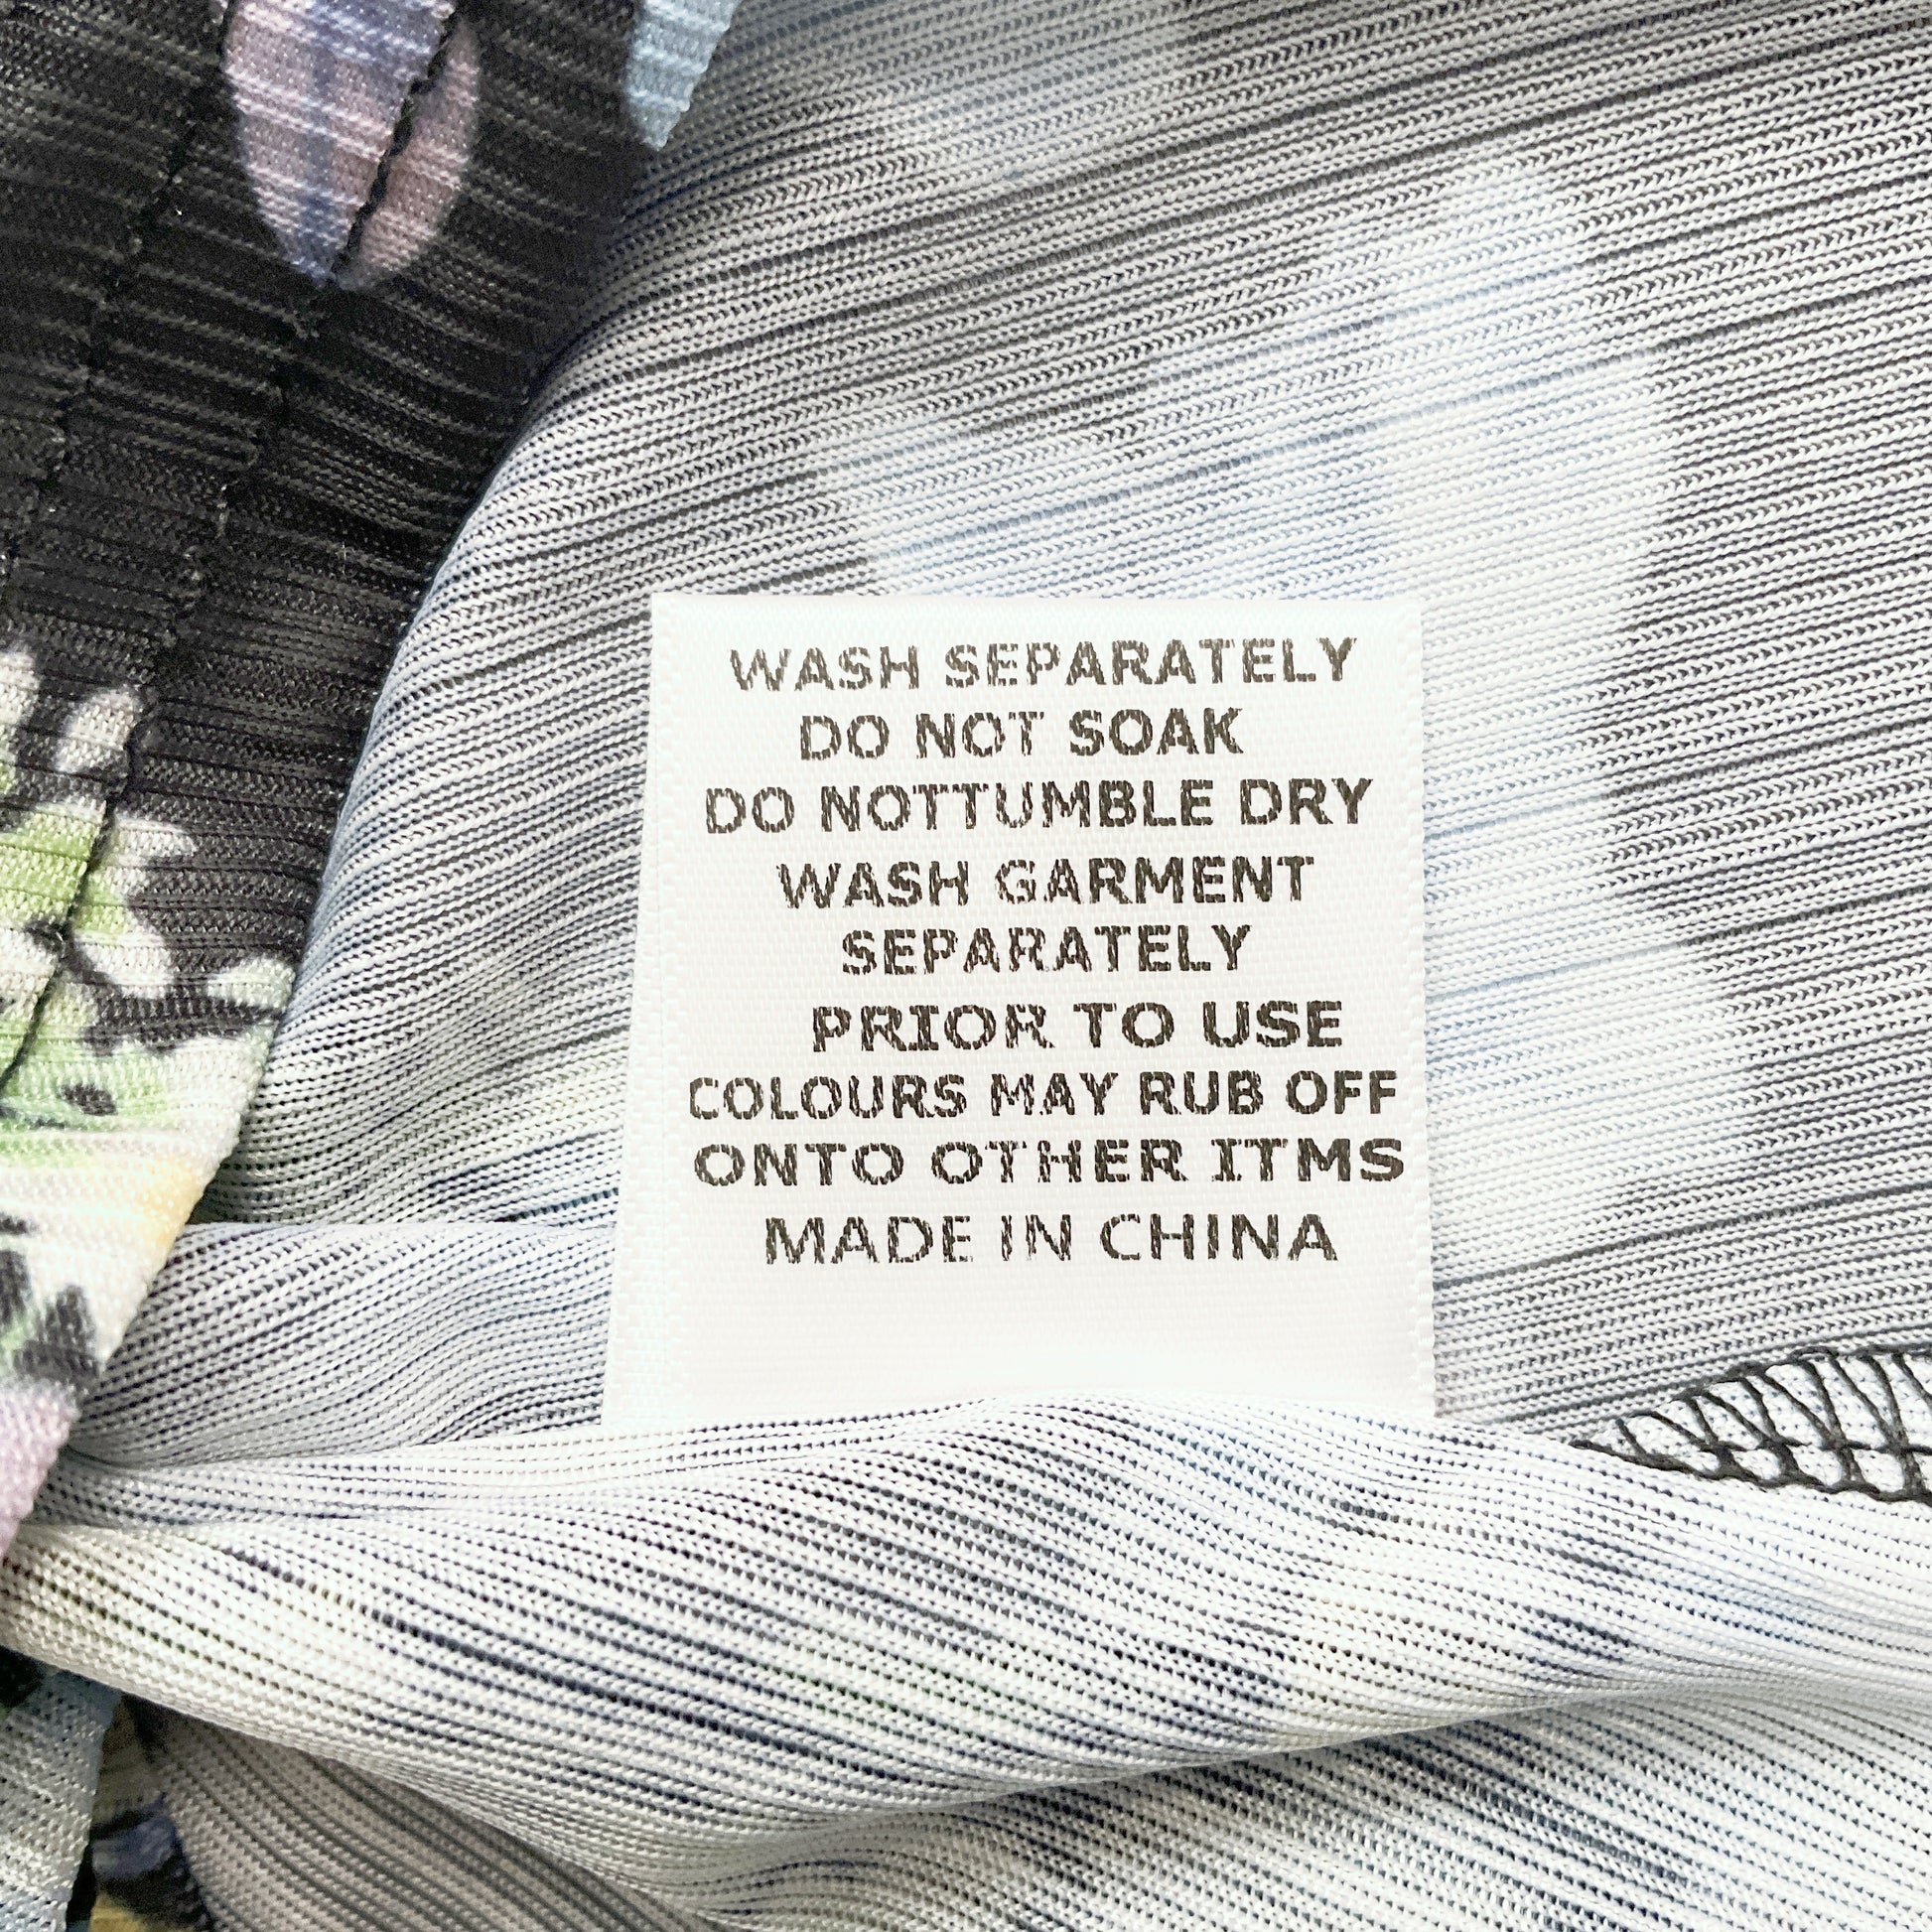 WASH SEPARATELY
DO NOT SOAK
DO NOTTUMBLE DRY
WASH GARMENT
SEPARATELY
PRIOR TO USE
COLOURS MAY RUB OFF
ONTO OTHER ITMS
MADE IN CHINA